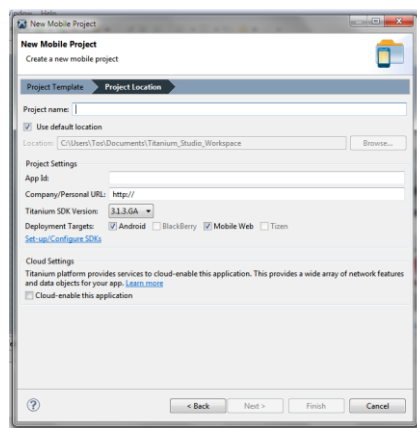 New Mobile Project
New Mobile Project
Create a new mobile project
Project Template Project Location
Project name:
Use default location
Location: C:\Users\Tos\Documents\Titanium_Studio_Workspace Browse...
Project Settings
App Id:
Company/Personal URL: http://
Titanium SDK Version: 3.1.3.GA
Deployment Targets: Android BlackBerry Mobile Web Tizen
Set-up/Configure SDKs
Cloud Settings
Titanium platform provides services to cloud-enable this application. This provides a wide array of network features
and data objects for your app. Learn more
Cloud-enable this application
< Back Next > Finish Cancel